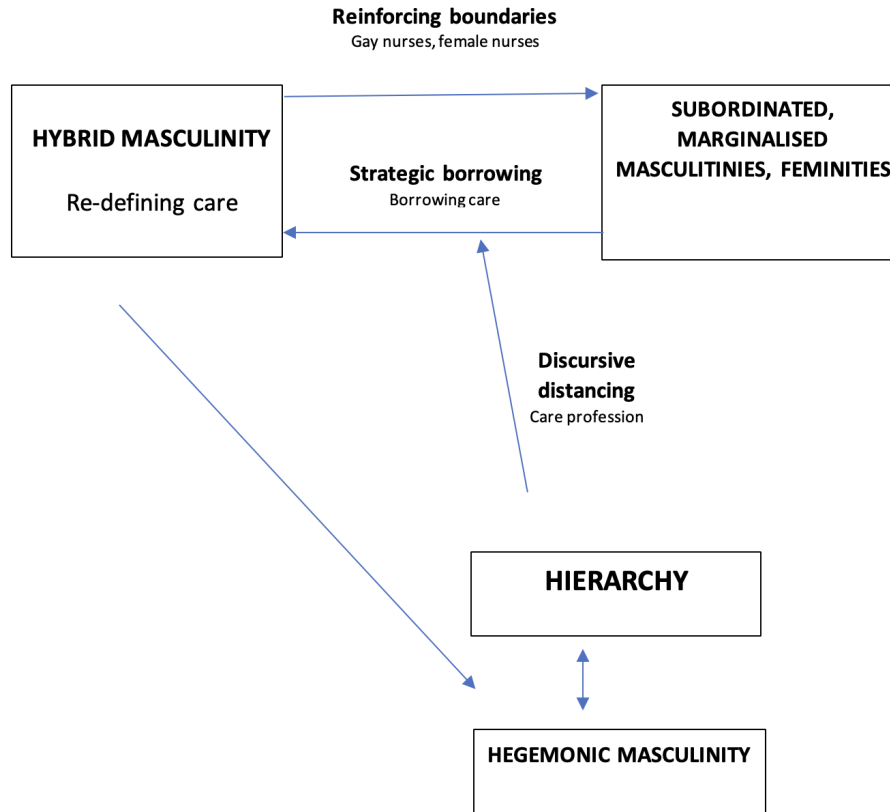 Reinforcing boundaries
Gay nurses, female nurses
HYBRID MASCULINITY
Re-defining care
SUBORDINATED,
MARGINALISED
MASCULITINIES, FEMINITIES
Strategic borrowing
Borrowing care
Discursive
distancing
Care profession
HIERARCHY
HEGEMONIC MASCULINITY